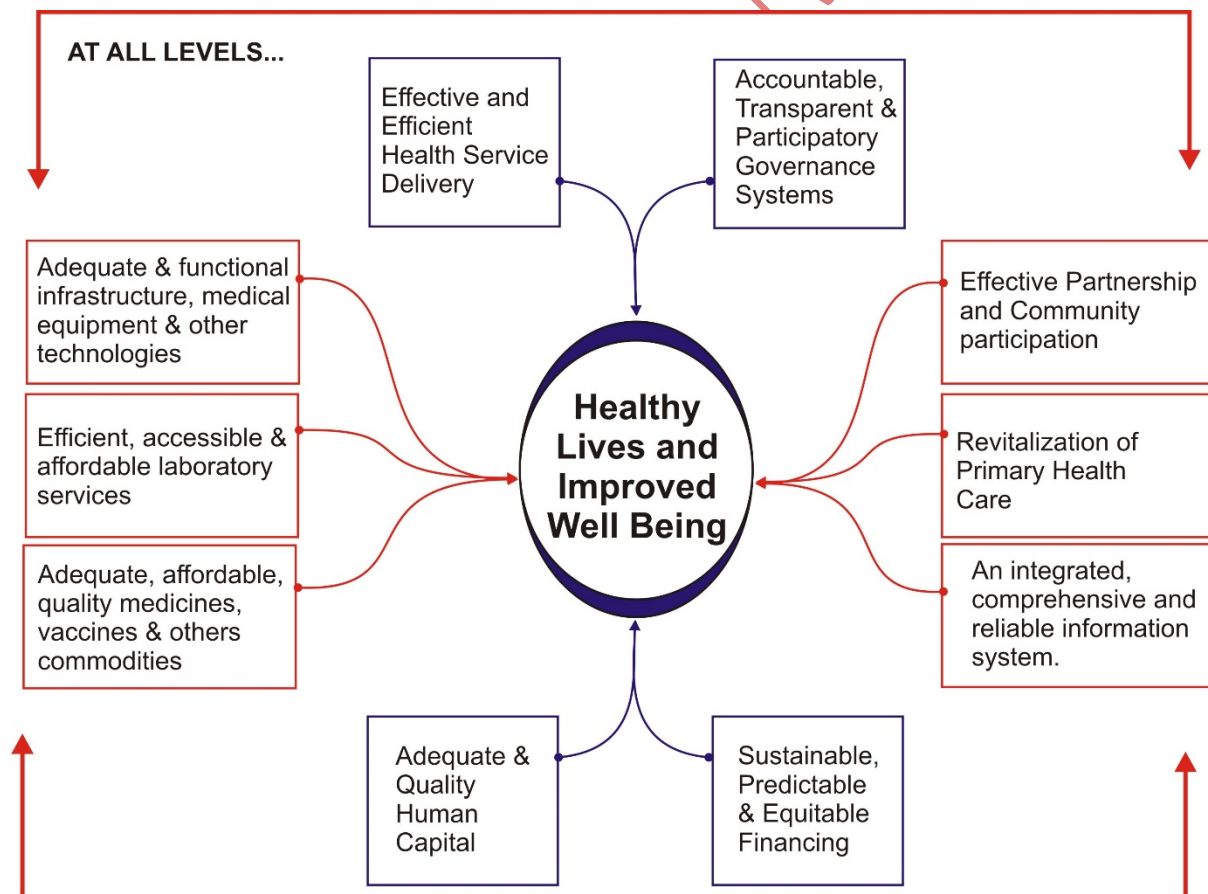 AT ALL LEVELS...
Effective and
Efficient
Health Service
Delivery
Accountable,
Transparent &
Participatory
Governance
Systems
Adequate & functional
infrastructure, medical
equipment & other
technologies
Efficient, accessible &
affordable laboratory
services
Adequate, affordable,
quality medicines,
vaccines & others
commodities
Healthy
Lives and
Improved
Well Being
Effective Partnership
and Community
participation
Revitalization of
Primary Health
Care
An integrated,
comprehensive and
reliable information
system.
Adequate &
Quality
Human
Capital
Sustainable,
Predictable
& Equitable
Financing